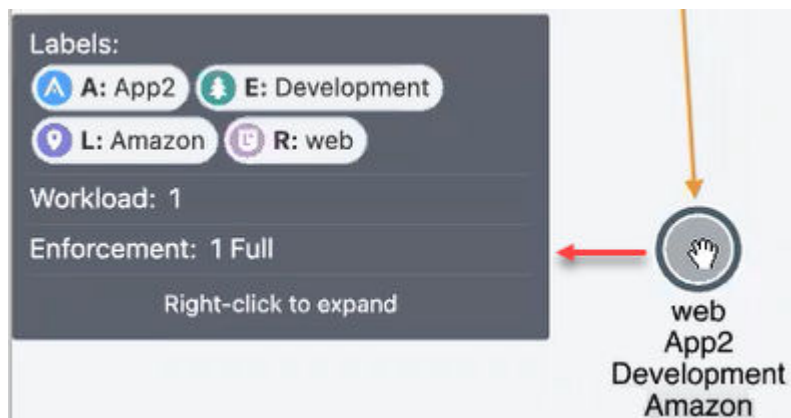 Labels:
A: App2 E: Development
L: Amazon R: web
Workload: 1
Enforcement: 1 Full
Right-click to expand
web
App2
Development
Amazon